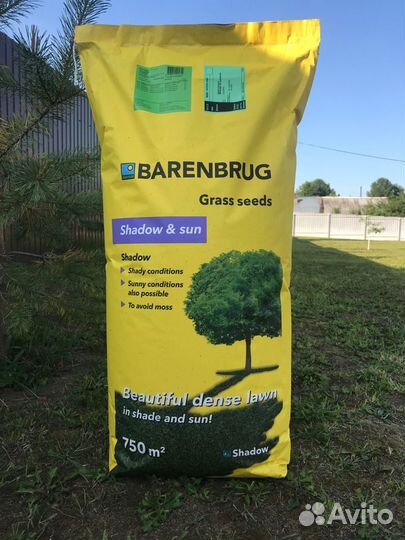 BARENBRUG
Grass seeds
Shadow & sun
Shadow
Shady conditions
Sunny conditions
also possible
To avoid moss
Beautiful dense lawn
in shade and sun!
750 m²
Shadow
Avito